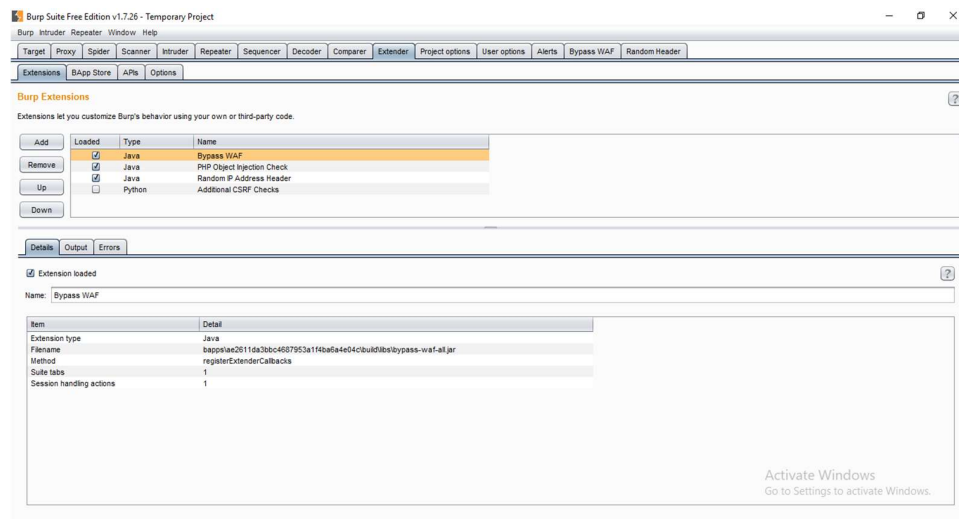 Burp Suite Free Edition v1.7.26 - Temporary Project
Burp Intruder Repeater Window Help
Target Proxy Spider Scanner Intruder Repeater Sequencer Decoder Comparer Extender Project options User options Alerts Bypass WAF Random Header
Extensions BApp Store APIs Options
Burp Extensions
?
Extensions let you customize Burp's behavior using your own or third-party code.
Add Loaded Type Name
Java Bypass WAF
Remove Java PHP Object Injection Check
Java Random IP Address Header
Up Python Additional CSRF Checks
Down
Details Output Errors
Extension loaded
?
Name: Bypass WAF
Item Detail
Extension type Java
Filename bapps\ae2611da3bbc4687953a1f4ba6a4e04c\build\libs\bypass-waf-all.jar
Method registerExtenderCallbacks
Suite tabs 1
Session handling actions 1
Activate Windows
Go to Settings to activate Windows.